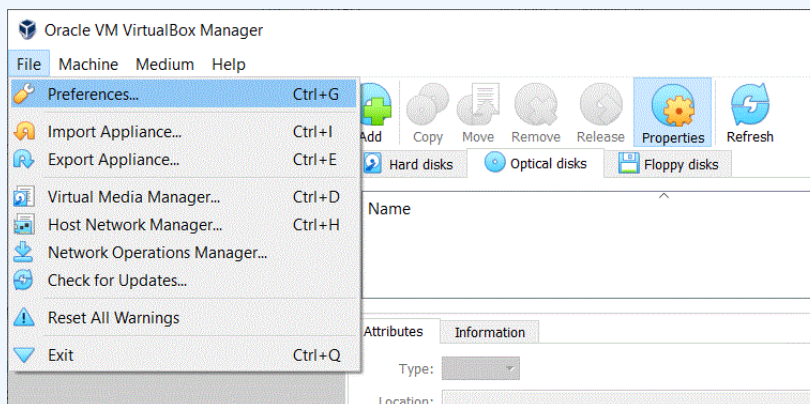 Oracle VM VirtualBox Manager
File Machine Medium Help
Preferences... Ctrl+G
Import Appliance... Ctrl+I
Export Appliance... Ctrl+E
Virtual Media Manager... Ctrl+D
Host Network Manager... Ctrl+H
Network Operations Manager...
Check for Updates...
Reset All Warnings
Exit Ctrl+Q
Add Copy Move Remove Release Properties Refresh
Hard disks Optical disks Floppy disks
Name
Attributes Information
Type:
Location: